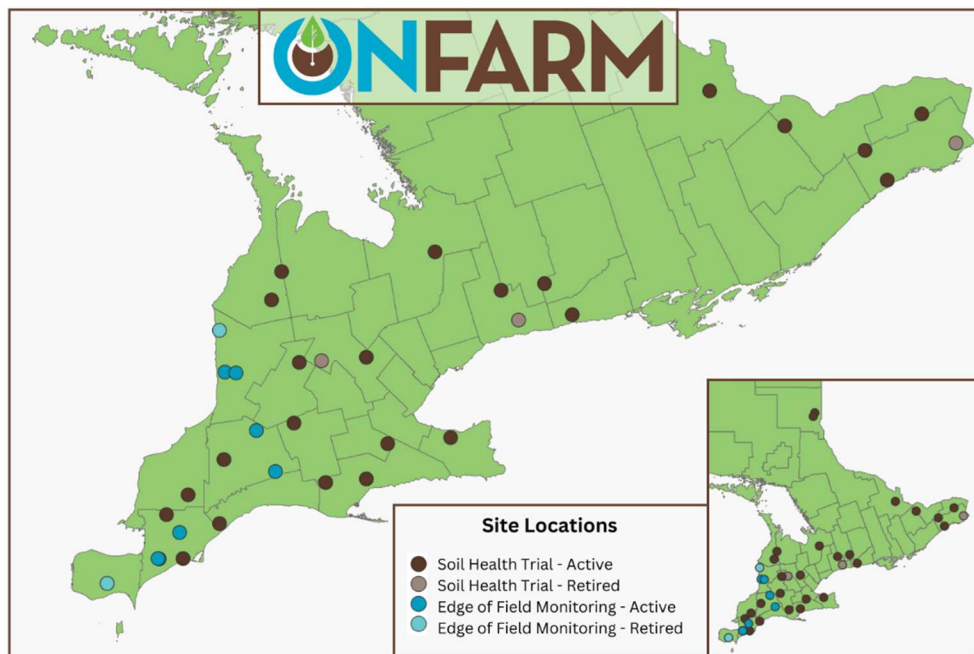 ONFARM
Site Locations
Soil Health Trial - Active
Soil Health Trial - Retired
Edge of Field Monitoring - Active
Edge of Field Monitoring - Retired